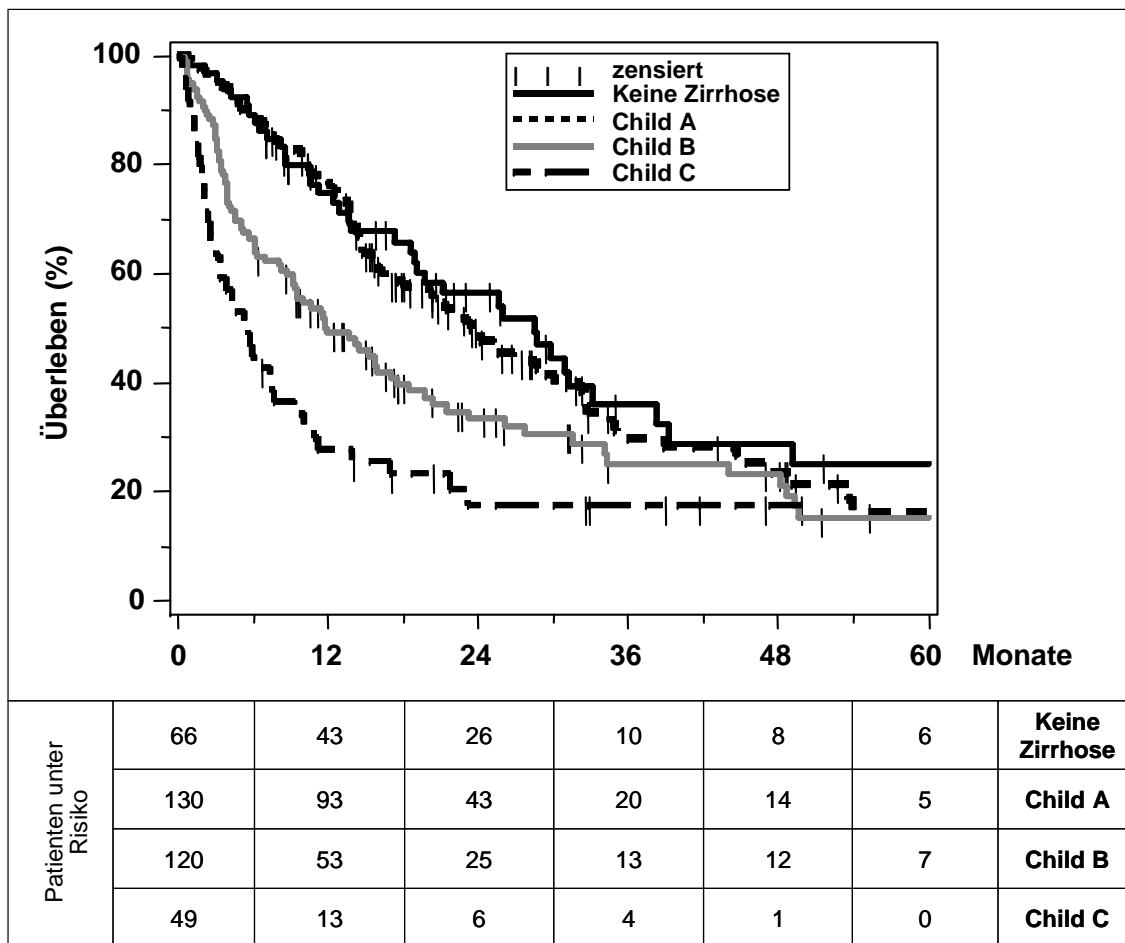 100
80
60
40
20
0
Überleben (%)
zensiert
Keine Zirrhose
Child A
Child B
Child C
0 12 24 36 48 60 Monate
Patienten unter
Risiko
66 43 26 10 8 6 Keine
Zirrhose
130 93 43 20 14 5 Child A
120 53 25 13 12 7 Child B
49 13 6 4 1 0 Child C